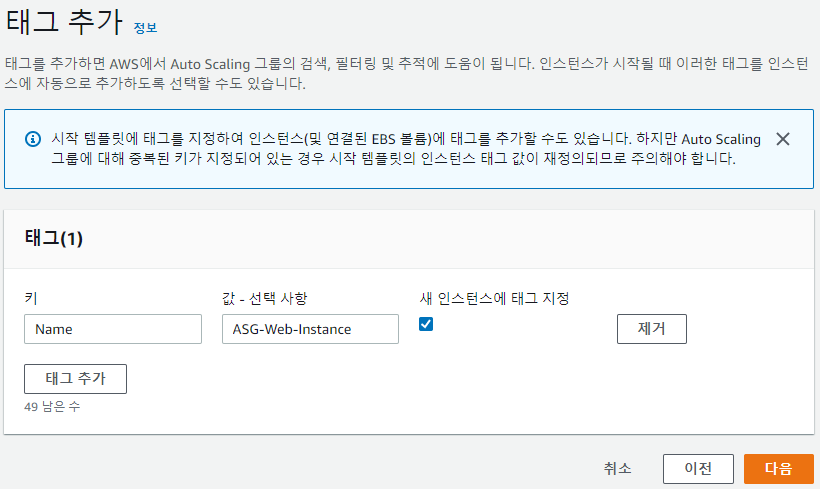 태그 추가 정보
태그를 추가하면 AWS에서 Auto Scaling 그룹의 검색, 필터링 및 추적에 도움이 됩니다. 인스턴스가 시작될 때 이러한 태그를 인스턴
스에 자동으로 추가하도록 선택할 수도 있습니다.
시작 템플릿에 태그를 지정하여 인스턴스(및 연결된 EBS 볼륨)에 태그를 추가할 수도 있습니다. 하지만 Auto Scaling
그룹에 대해 중복된 키가 지정되어 있는 경우 시작 템플릿의 인스턴스 태그 값이 재정의되므로 주의해야 합니다.
태그(1)
키 값 - 선택 사항 새 인스턴스에 태그 지정
Name ASG-Web-Instance 제거
태그 추가
49 남은 수
취소 이전 다음